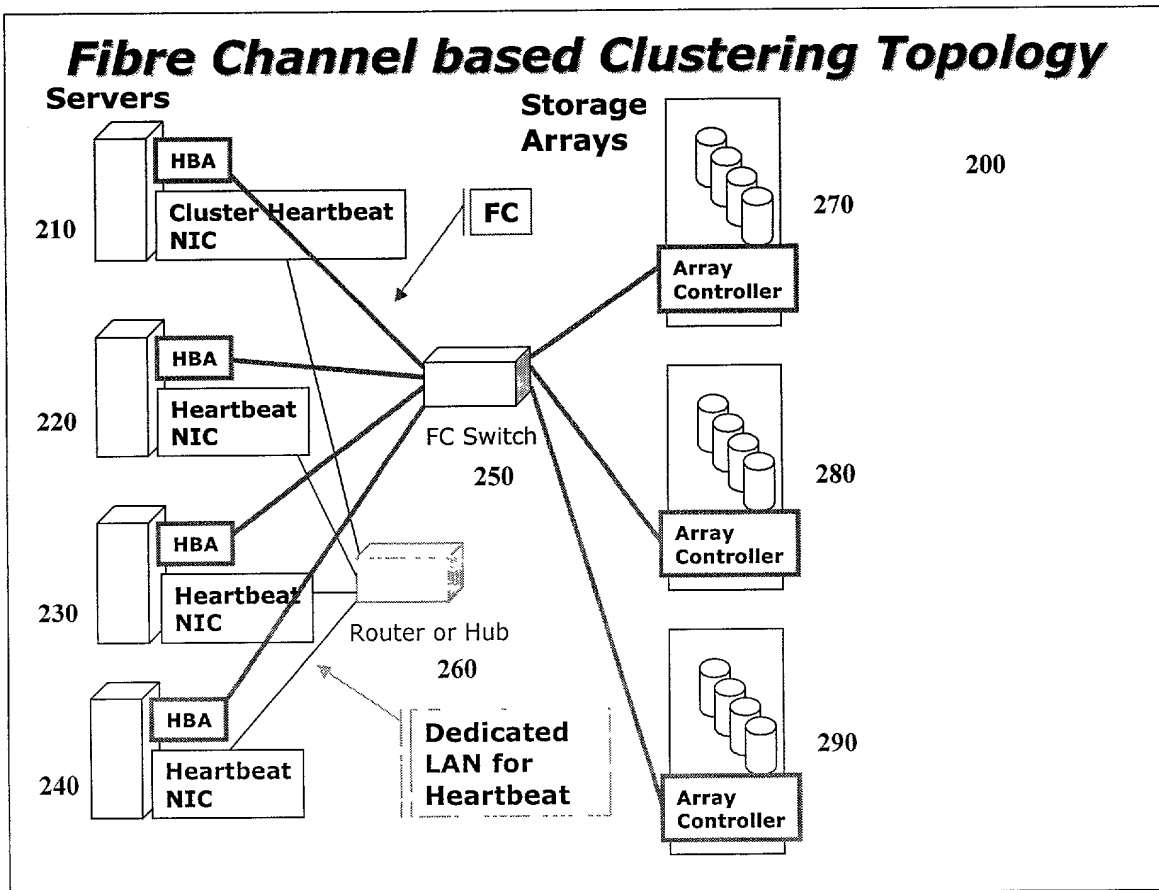 Fibre Channel based Clustering Topology
Servers
Storage
Arrays
200
HBA
Cluster Heartbeat
NIC
210
FC
270
Array
Controller
HBA
Heartbeat
NIC
220
FC Switch
250
280
Array
Controller
HBA
Heartbeat
NIC
230
Router or Hub
260
HBA
Heartbeat
NIC
240
Dedicated
LAN for
Heartbeat
290
Array
Controller